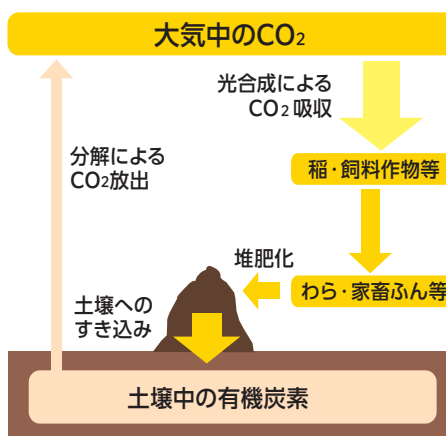 大気中のCO₂
光合成による
CO₂吸収
分解による
CO₂放出
稲・飼料作物等
堆肥化
わら・家畜ふん等
土壌への
すき込み
土壌中の有機炭素